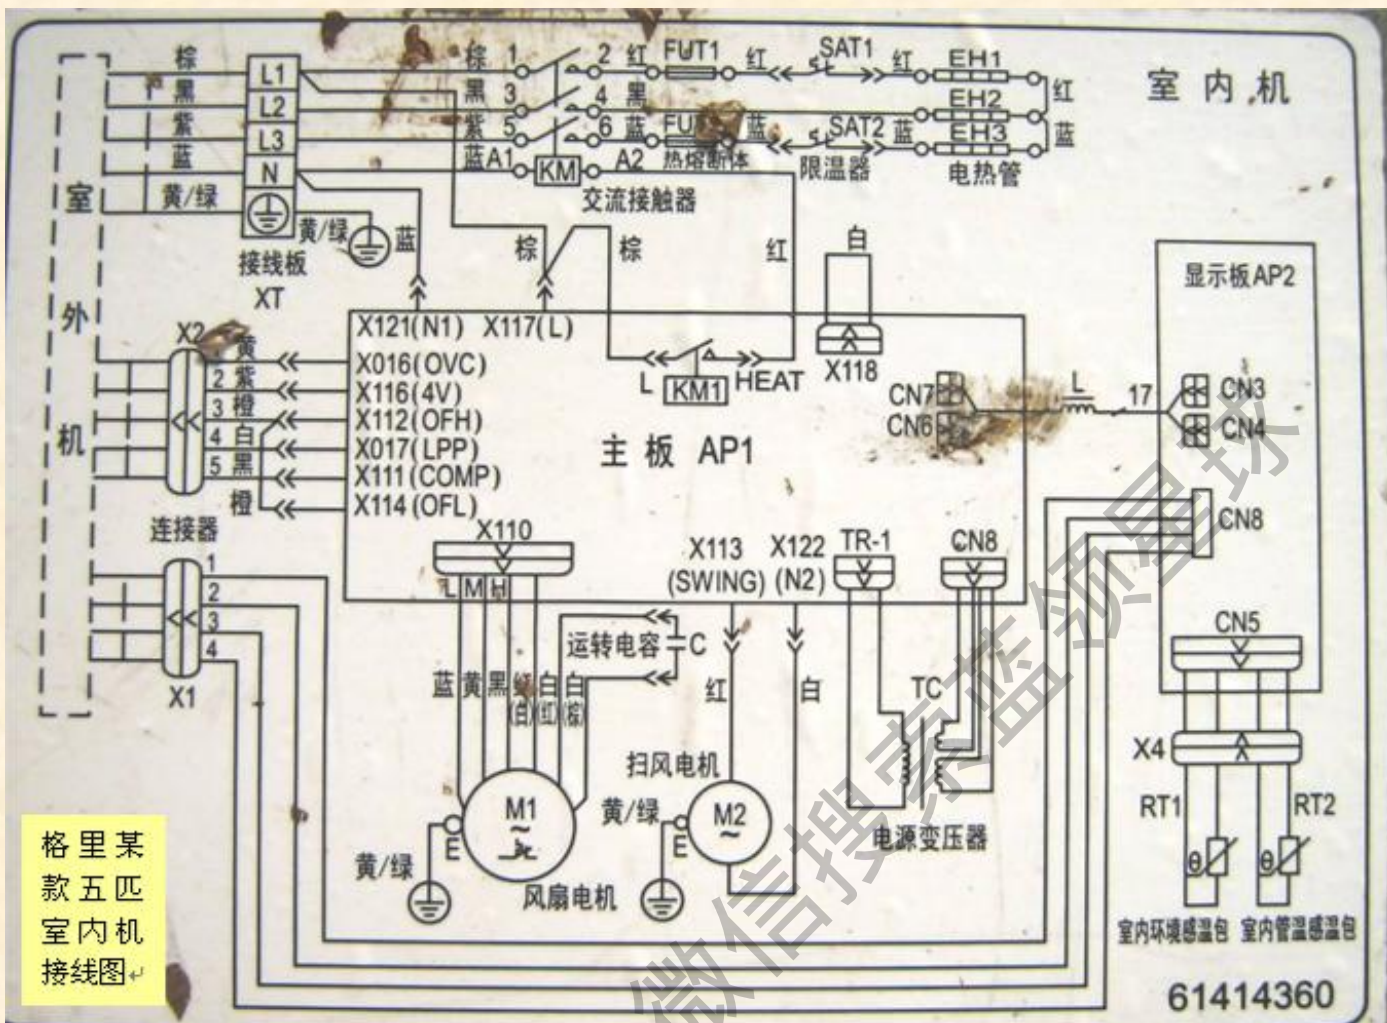 室内机
棕 L1 棕 1 2 红 FUT1 红 SAT1 红 EH1
黑 L2 黑 3 4 黑 EH2 红
紫 L3 紫 5 6 蓝 FU 蓝 SAT2 蓝 EH3 蓝
蓝 N 蓝 A1 KM A2 热熔断体 限温器 电热管
黄/绿 交流接触器
室外机
黄/绿 蓝 棕 棕 红 白
接线板
XT
显示板AP2
X121(N1) X117(L)
X2 黄 X016(OVC)
2 紫 X116(4V) L KM1 HEAT X118
3 橙 X112(OFH)
4 白 X017(LPP)
5 黑 X111(COMP)
橙 X114(OFL)
主板 AP1
CN7 L 17 CN3
CN6 CN4
CN8
连接器
X110
L M H
X113
(SWING)
X122
(N2)
TR-1
CN8
1
2
3
4
X1
运转电容 C
CN5
蓝 黄 黑 红 白 白
(白) (红) (棕)
红 白 TC
X4
扫风电机
RT1 RT2
M1
~
黄/绿 M2
~
E E
θ θ
电源变压器
黄/绿
风扇电机
室内环境感温包 室内管温感温包
61414360
格里某
款五匹
室内机
接线图
微信搜索蓝领星球